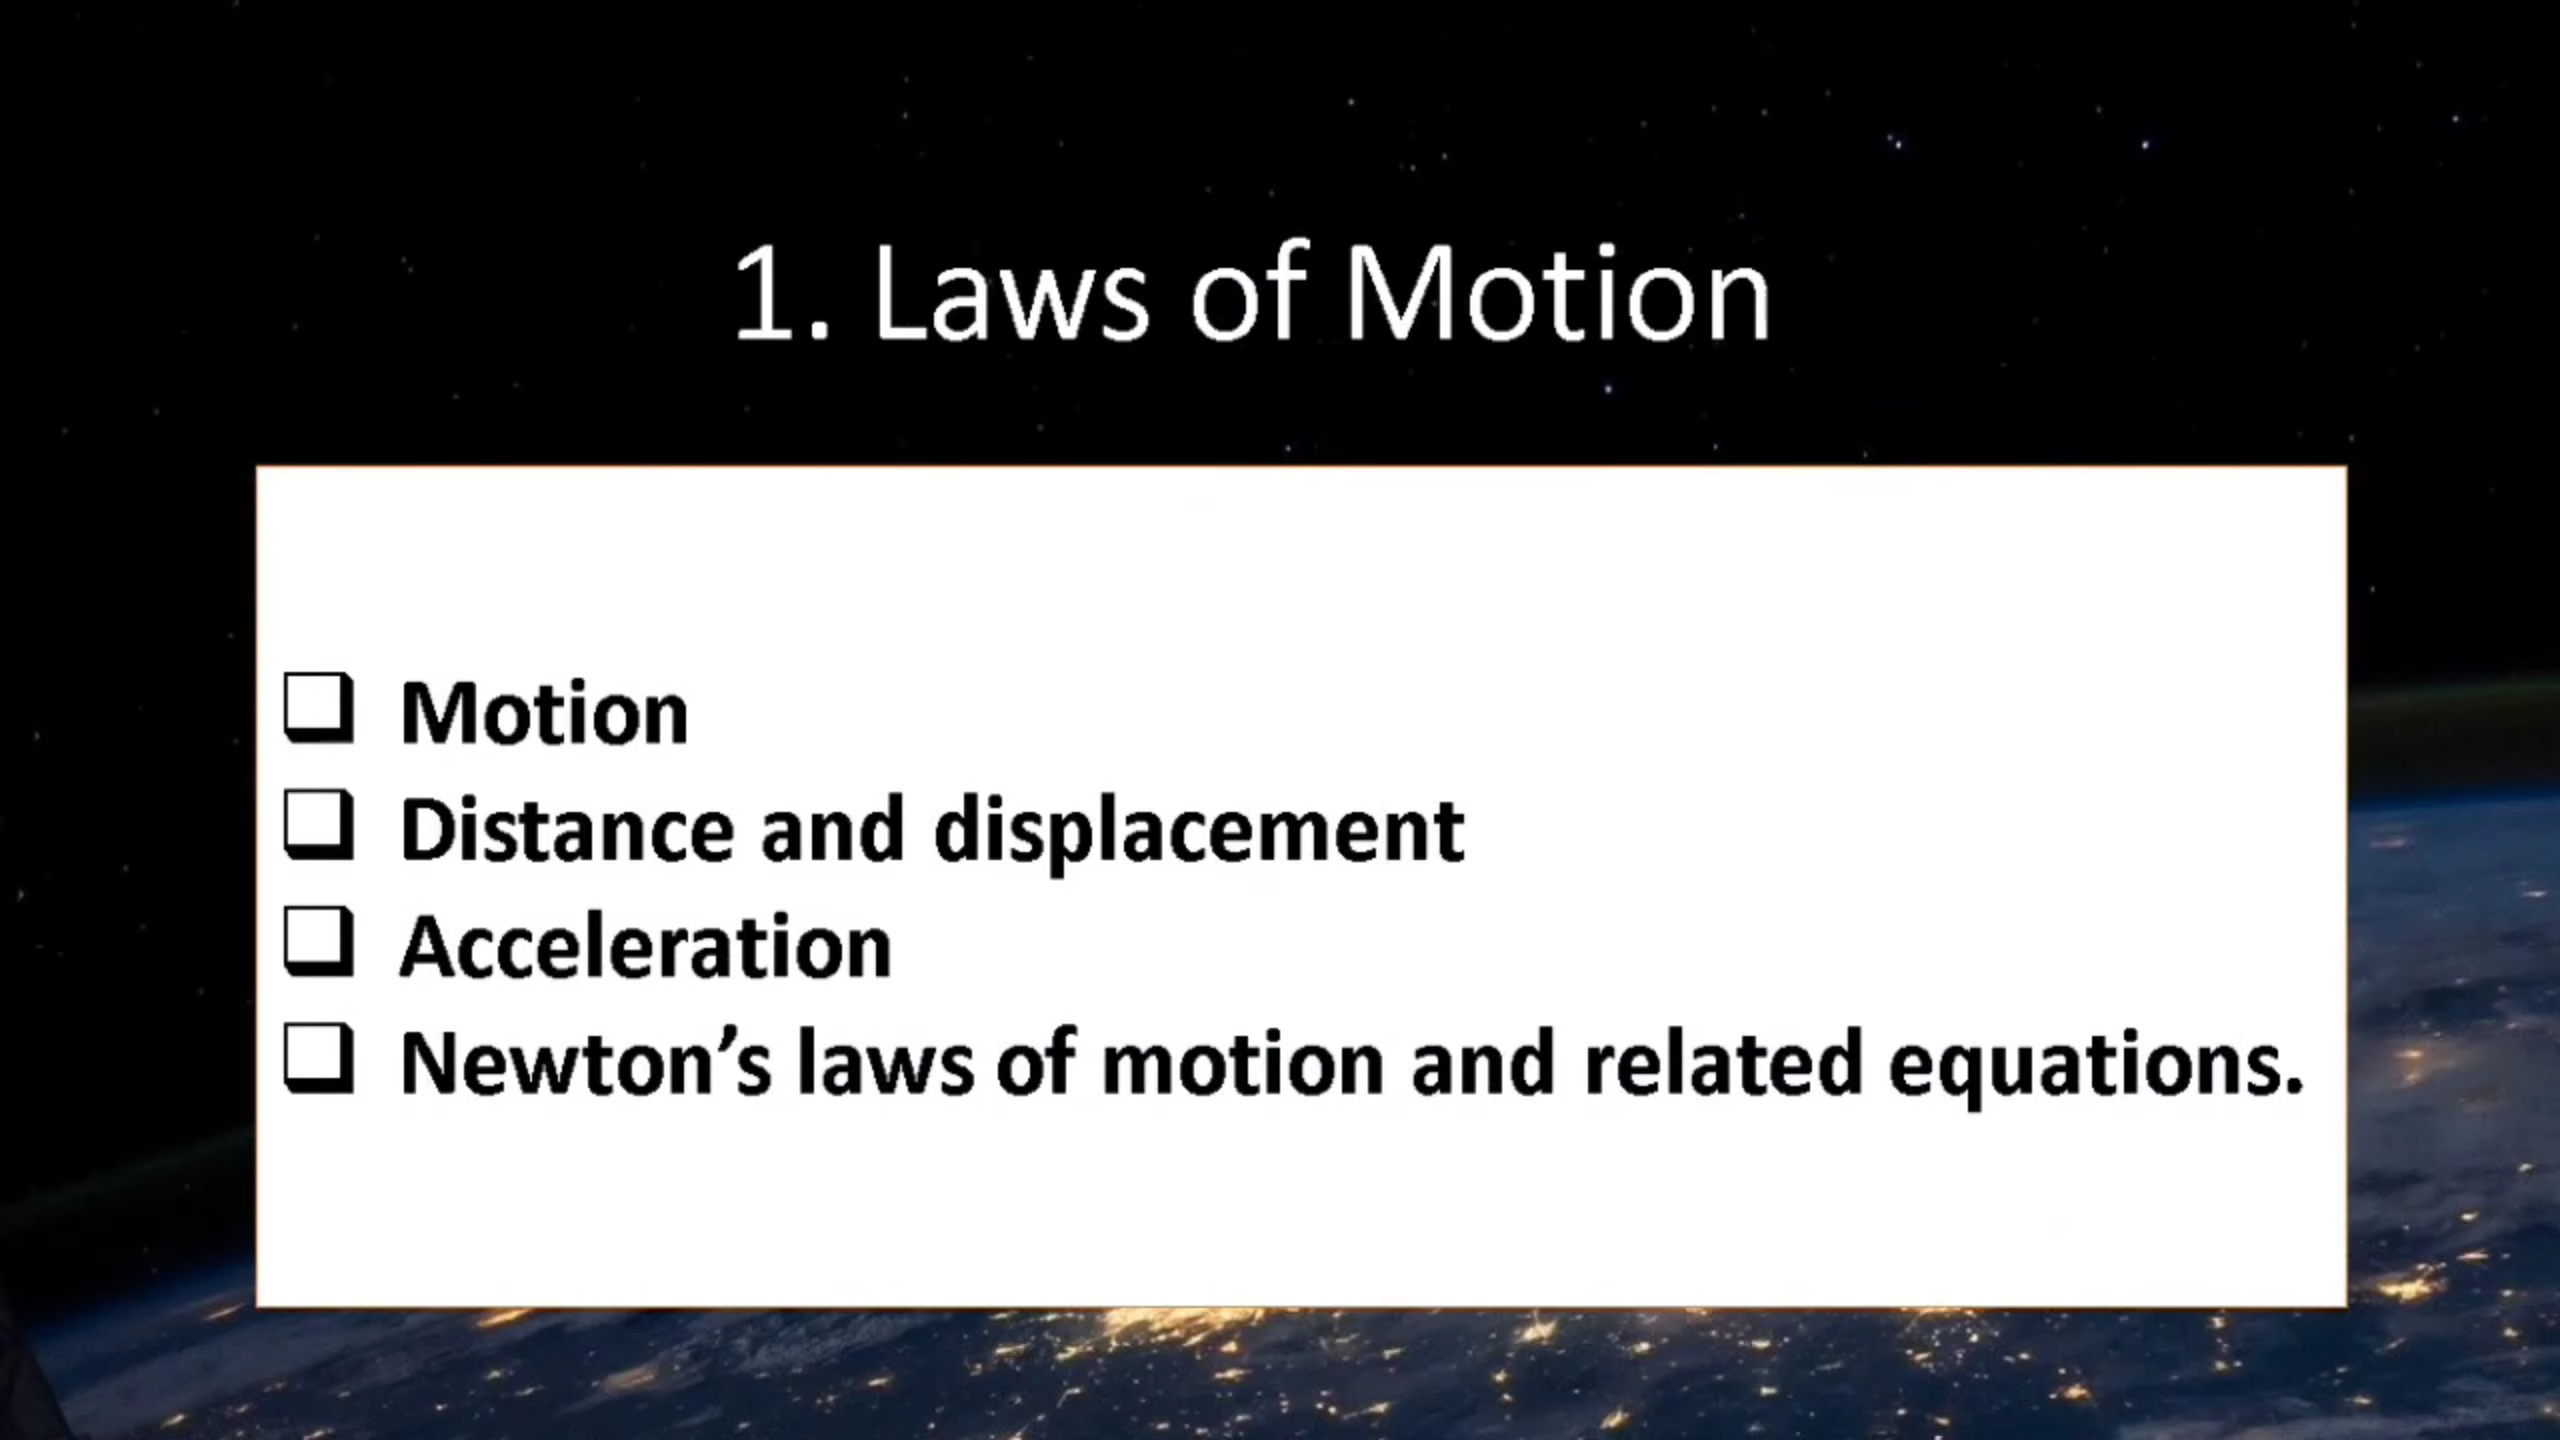 1. Laws of Motion
❑ Motion
❑ Distance and displacement
❑ Acceleration
❑ Newton’s laws of motion and related equations.